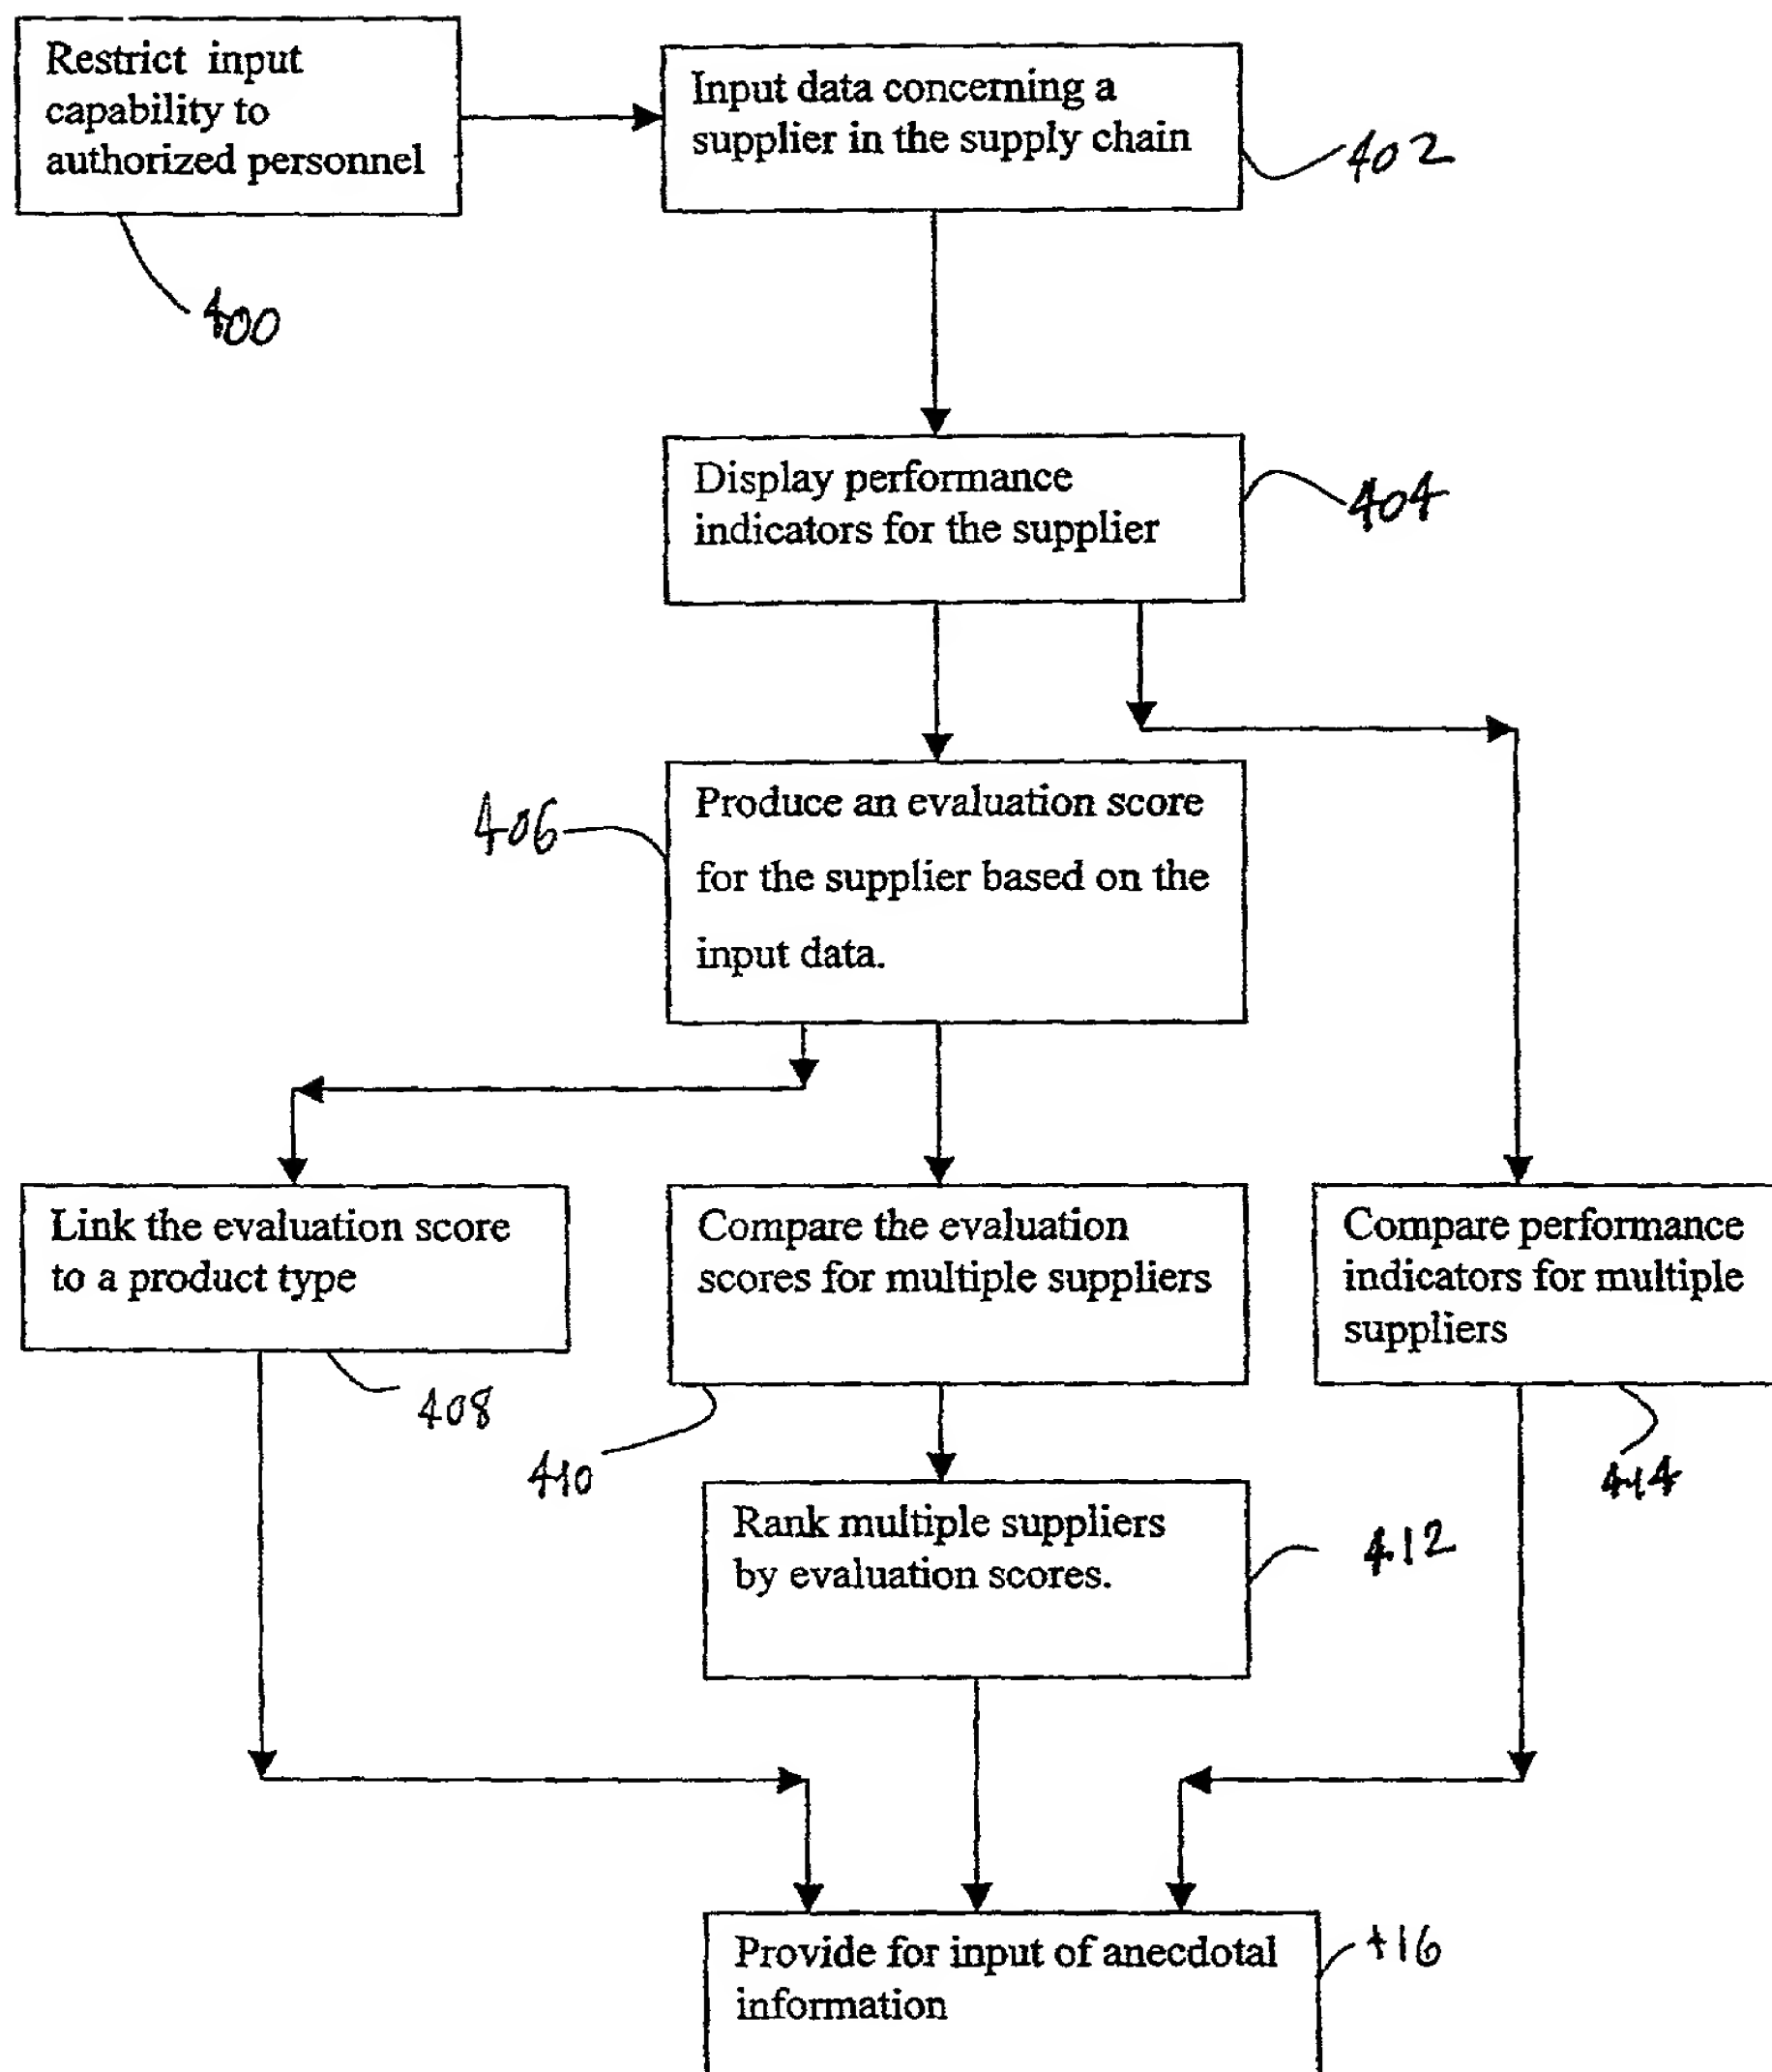 Restrict input
capability to
authorized personnel
400
Input data concerning a
supplier in the supply chain
402
Display performance
indicators for the supplier
404
Produce an evaluation score
for the supplier based on the
input data.
406
Link the evaluation score
to a product type
408
Compare the evaluation
scores for multiple suppliers
410
Compare performance
indicators for multiple
suppliers
414
Rank multiple suppliers
by evaluation scores.
412
Provide for input of anecdotal
information
416